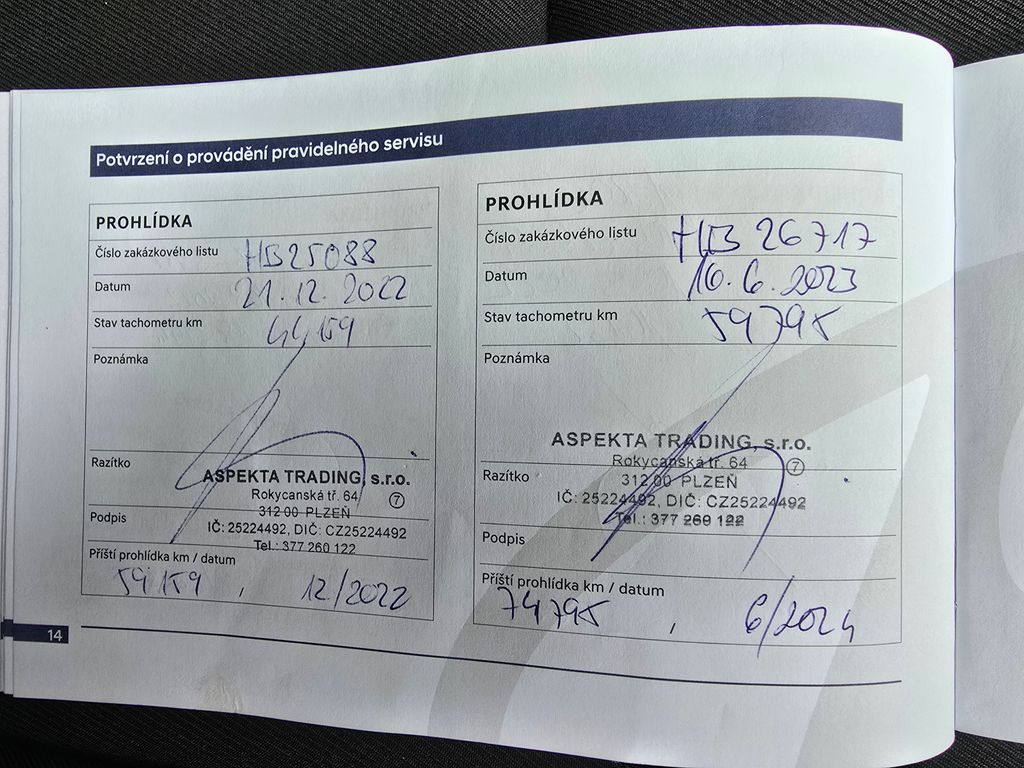 Potvrzení o provádění pravidelného servisu
PROHLÍDKA
Číslo zakázkového listu HB25088
Datum 21.12.2022
Stav tachometru km 44159
Poznámka
Razítko
ASPEKTA TRADING, s.r.o.
Rokycanská tř. 64
7
312 00 PLZEŇ
Podpis
IČ: 25224492, DIČ: CZ25224492
Tel.: 377 260 122
Příští prohlídka km / datum
59159 , 12/2022
PROHLÍDKA
Číslo zakázkového listu HB 26717
Datum 16.6.2023
Stav tachometru km 59795
Poznámka
ASPEKTA TRADING, s.r.o.
Rokycanská tř. 64
7
Razítko
312 00 PLZEŇ
IČ: 25224492, DIČ: CZ25224492
Tel.: 377 260 122
Podpis
Příští prohlídka km / datum
74795 , 6/2024
14